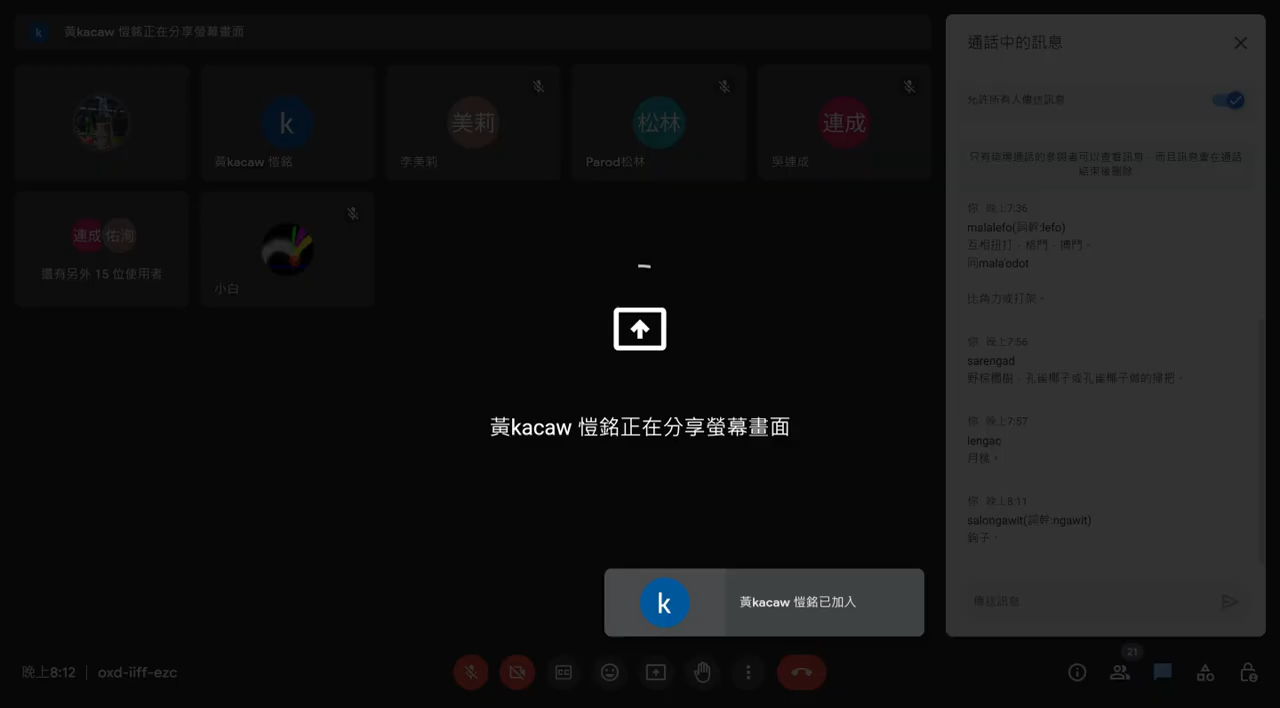 k 黃kacaw 愷銘正在分享螢幕畫面
k
黃kacaw 愷銘
美莉
李美莉
松林
Parod松林
連成
吳連成
連成 佑洵
還有另外 15 位使用者
小白
黃kacaw 愷銘正在分享螢幕畫面
k 黃kacaw 愷銘已加入
通話中的訊息
允許所有人傳送訊息
只有這場通話的參與者可以查看訊息，而且訊息會在通話
結束後刪除。
你 晚上7:36
malalefo(詞幹:lefo)
互相扭打，格鬥，搏鬥。
同mala'odot
比角力或打架。
你 晚上7:56
sarengad
野棕櫚樹，孔雀椰子或孔雀椰子做的掃把。
你 晚上7:57
lengac
月桃。
你 晚上8:11
salongawit(詞幹:ngawit)
鉤子。
傳送訊息
晚上8:12 | oxd-iiff-ezc
21